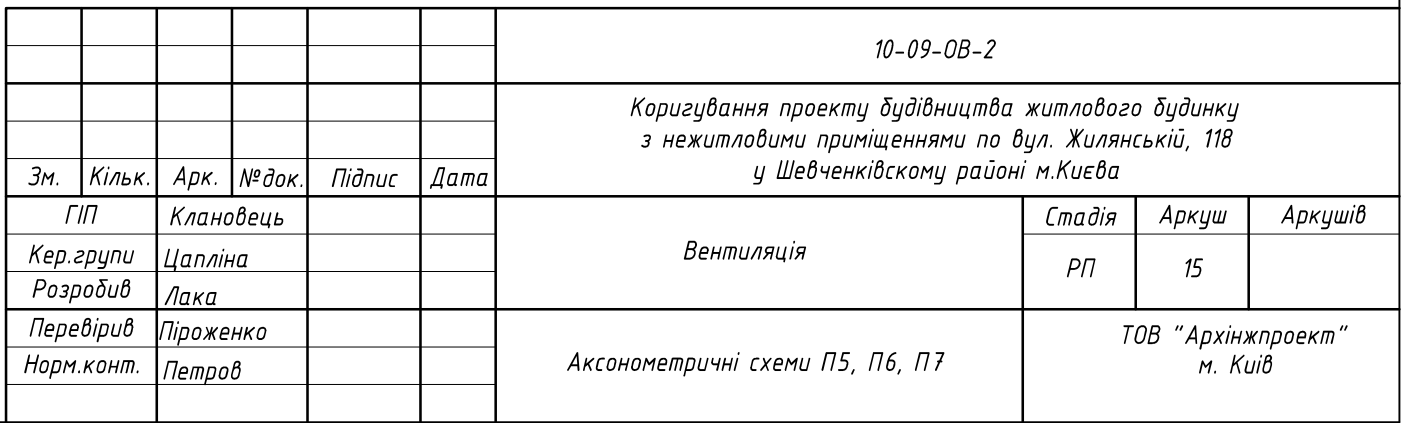 10-09-ОВ-2
Коригування проекту будівництва житлового будинку
з нежитловими приміщеннями по вул. Жилянській, 118
у Шевченківському районі м.Києва
Зм. Кільк. Арк. №док. Підпис Дата
ГІП Клановець
Кер.групи Цапліна
Розробив Лака
Перевірив Піроженко
Норм.конт. Петров
Вентиляція
Стадія Аркуш Аркушів
РП 15
Аксонометричні схеми П5, П6, П7
ТОВ "Архінжпроект"
м. Київ